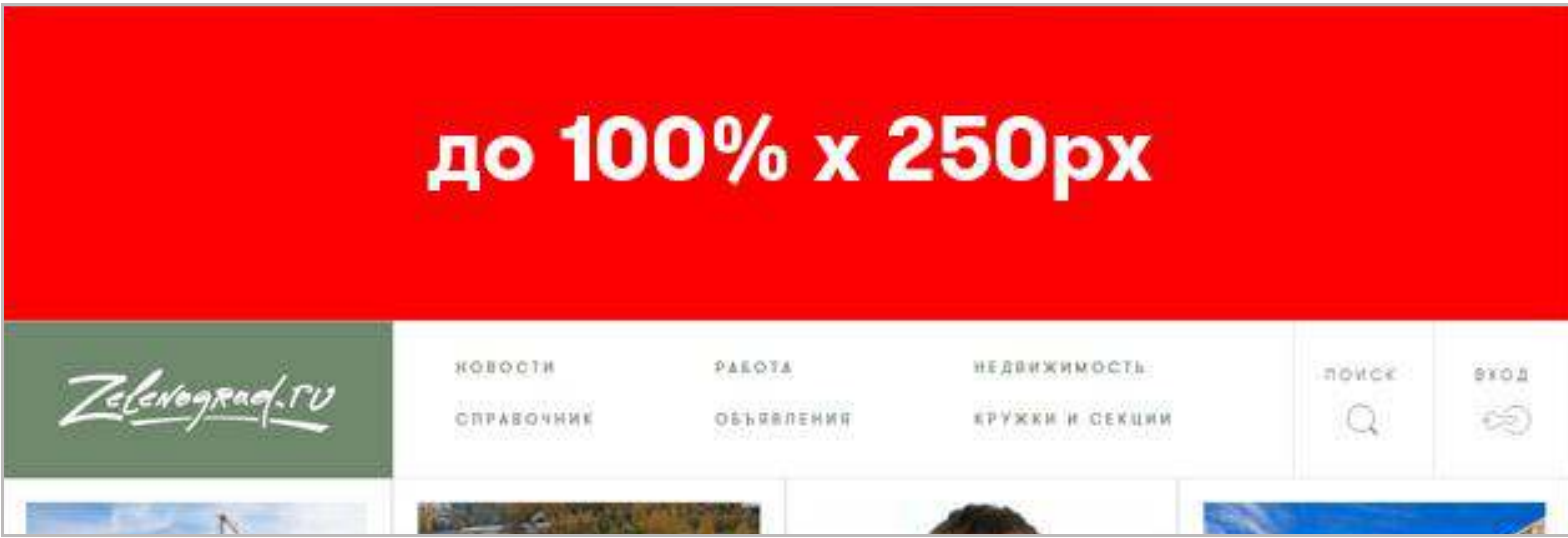 до 100% x 250px
Zelenograd.ru
НОВОСТИ
РАБОТА
НЕДВИЖИМОСТЬ
ПОИСК
ВХОД
СПРАВОЧНИК
ОБЪЯВЛЕНИЯ
КРУЖКИ И СЕКЦИИ